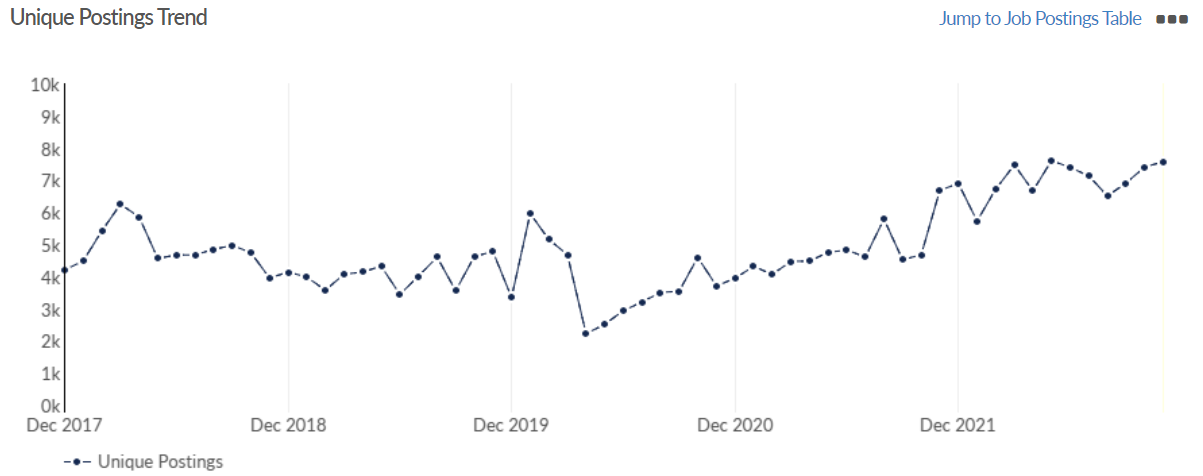 Unique Postings Trend
Jump to Job Postings Table
10k
9k
8k
7k
6k
5k
4k
3k
2k
1k
0k
Dec 2017 Dec 2018 Dec 2019 Dec 2020 Dec 2021
Unique Postings